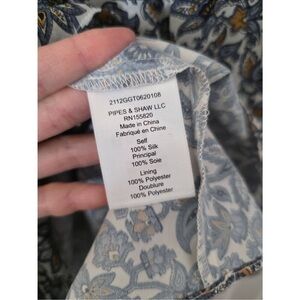 2112GGT0620108
PIPES & SHAW LLC
RN155820
Made in China
Fabriqué en Chine
Self
100% Silk
Principal
100% Soie
Lining
100% Polyester
Doublure
100% Polyester